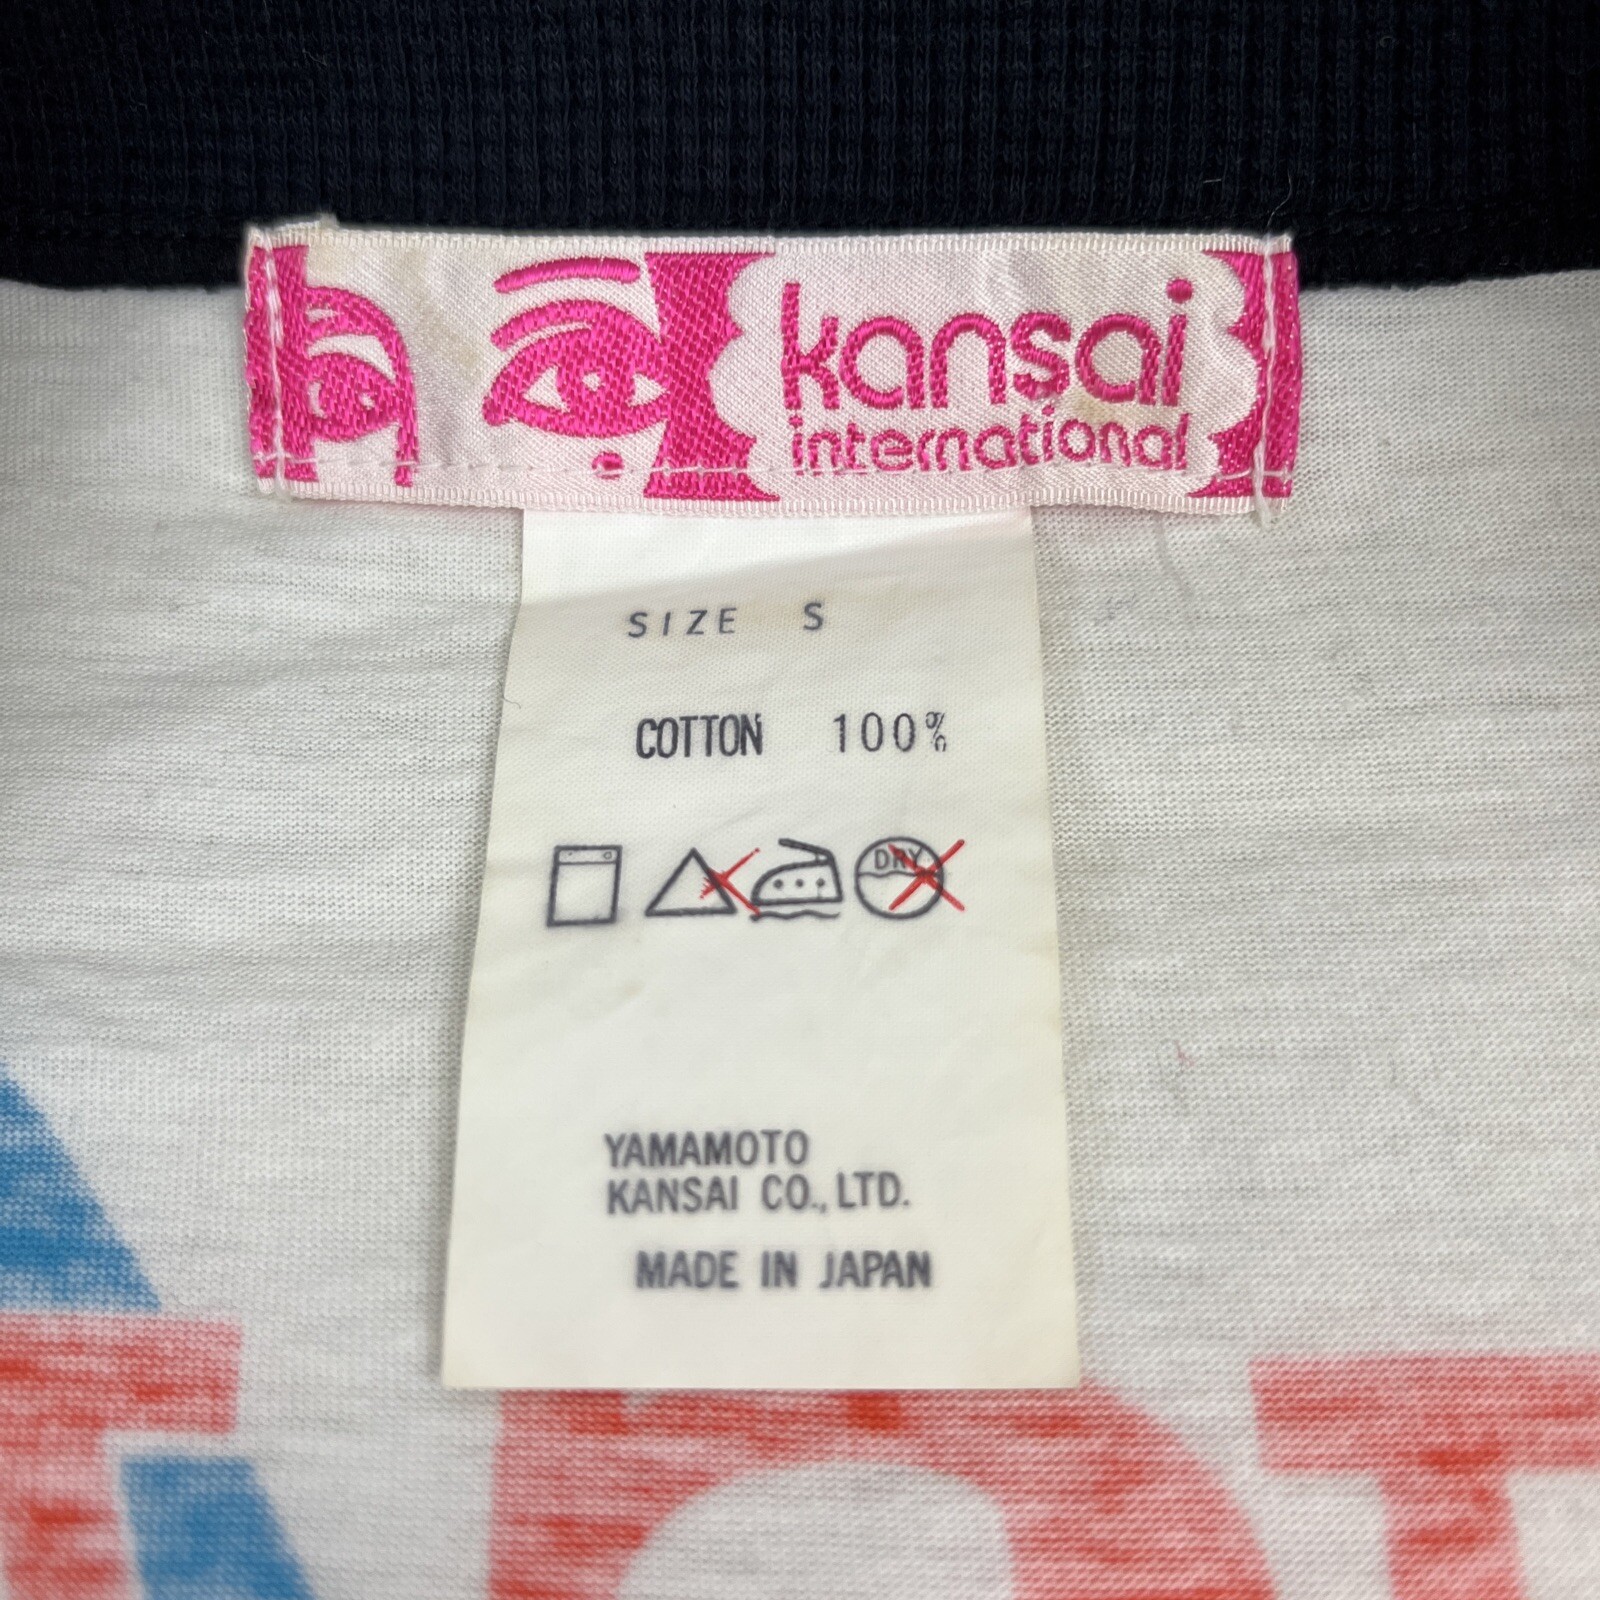 kansai
international
SIZE S
COTTON 100%
DRY
YAMAMOTO
KANSAI CO., LTD.
MADE IN JAPAN